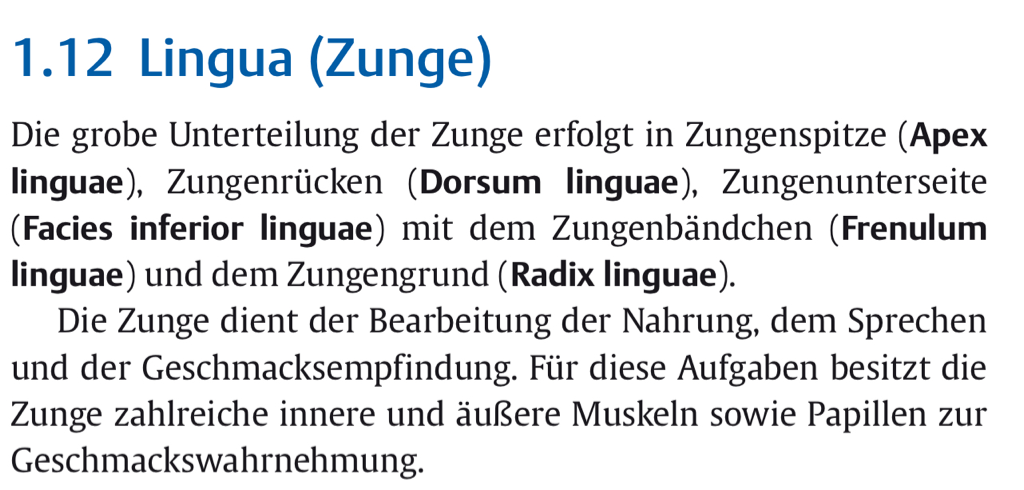 1.12 Lingua (Zunge)
Die grobe Unterteilung der Zunge erfolgt in Zungenspitze (Apex
linguae), Zungenrücken (Dorsum linguae), Zungenunterseite
(Facies inferior linguae) mit dem Zungenbändchen (Frenulum
linguae) und dem Zungengrund (Radix linguae).
Die Zunge dient der Bearbeitung der Nahrung, dem Sprechen
und der Geschmacksempfindung. Für diese Aufgaben besitzt die
Zunge zahlreiche innere und äußere Muskeln sowie Papillen zur
Geschmackswahrnehmung.